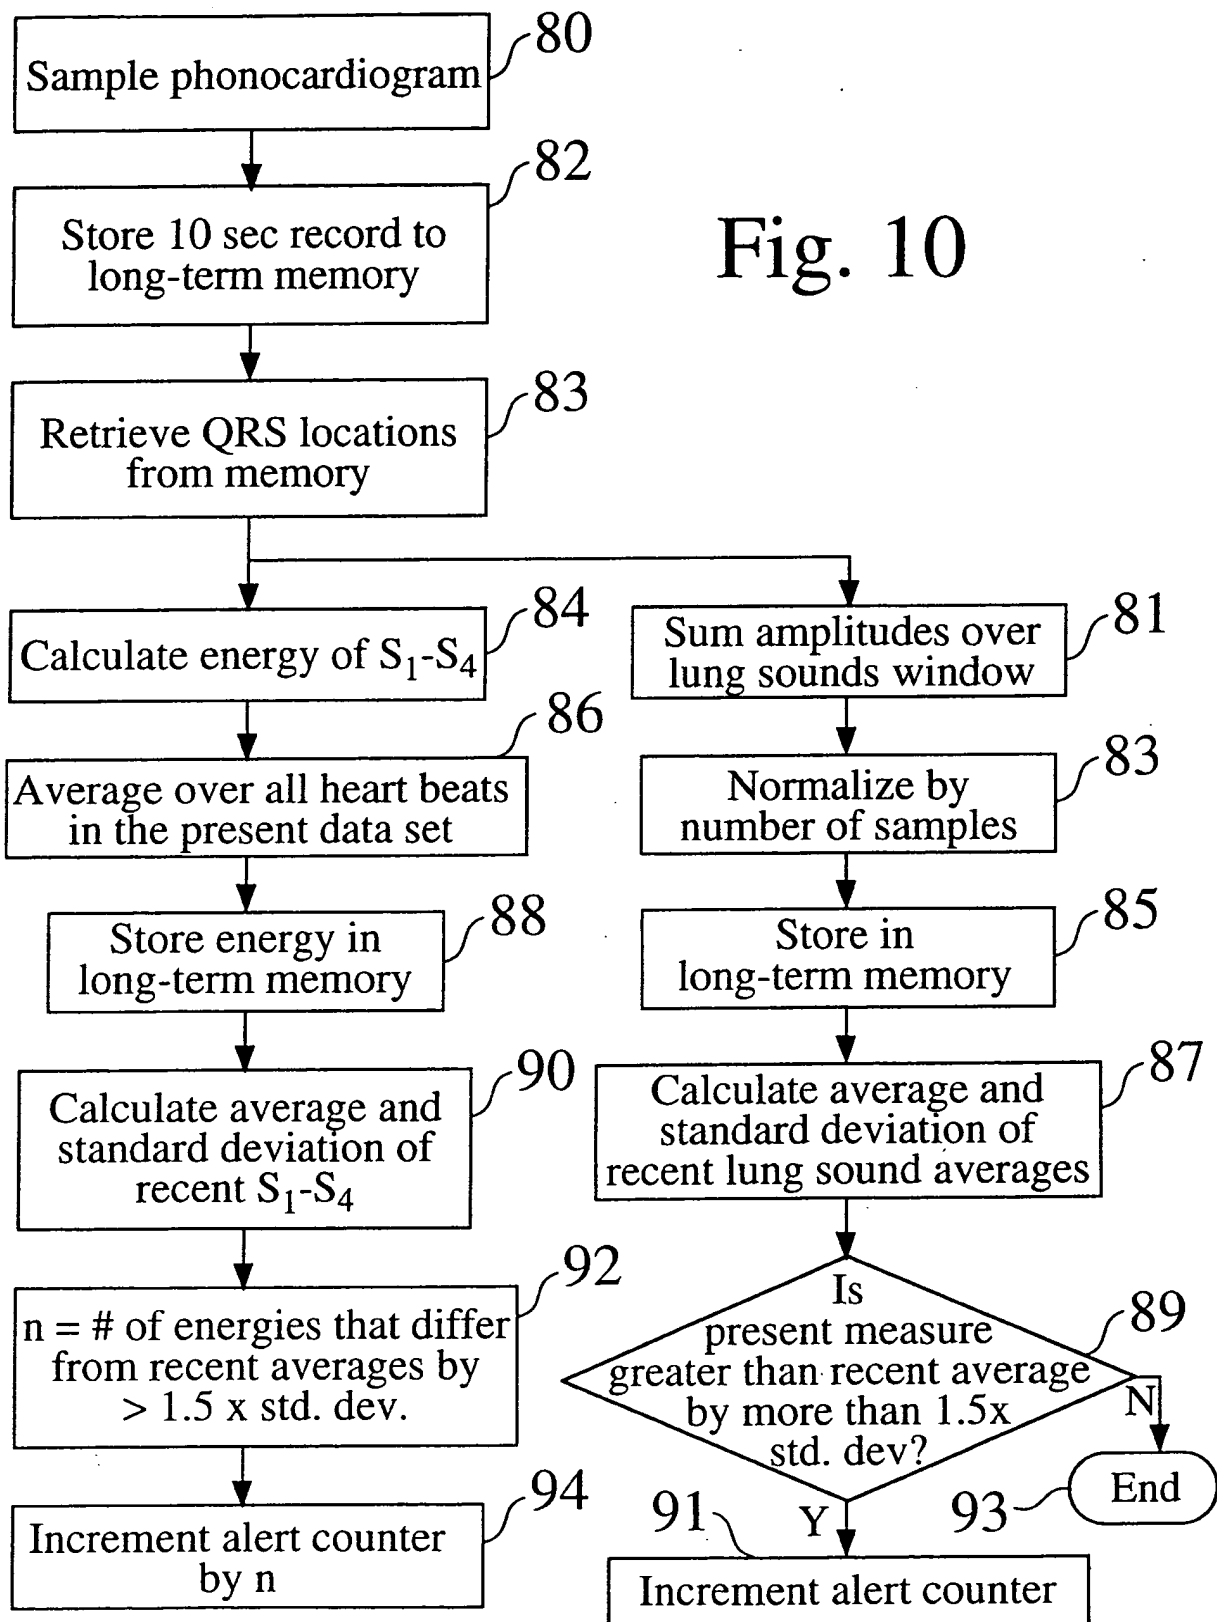 80
Sample phonocardiogram
82
Store 10 sec record to
long-term memory
Fig. 10
83
Retrieve QRS locations
from memory
84
Calculate energy of S1-S4
86
Average over all heart beats
in the present data set
88
Store energy in
long-term memory
90
Calculate average and
standard deviation of
recent S1-S4
92
n = # of energies that differ
from recent averages by
> 1.5 x std. dev.
94
Increment alert counter
by n
81
Sum amplitudes over
lung sounds window
83
Normalize by
number of samples
85
Store in
long-term memory
87
Calculate average and
standard deviation of
recent lung sound averages
89
Is
present measure
greater than recent average
by more than 1.5x
std. dev?
N
93
End
Y
91
Increment alert counter